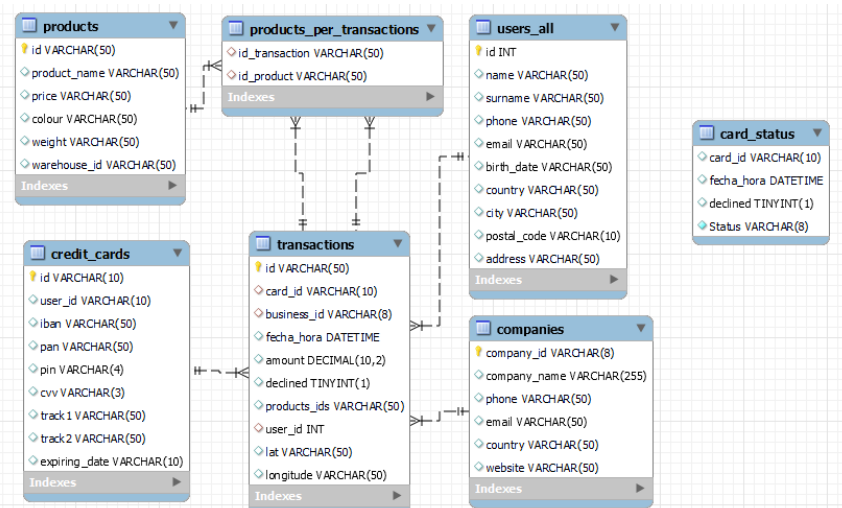 products
id VARCHAR(50)
product_name VARCHAR(50)
price VARCHAR(50)
colour VARCHAR(50)
weight VARCHAR(50)
warehouse_id VARCHAR(50)
Indexes
products_per_transactions
id_transaction VARCHAR(50)
id_product VARCHAR(50)
Indexes
users_all
id INT
name VARCHAR(50)
surname VARCHAR(50)
phone VARCHAR(50)
email VARCHAR(50)
birth_date VARCHAR(50)
country VARCHAR(50)
city VARCHAR(50)
postal_code VARCHAR(10)
address VARCHAR(50)
Indexes
card_status
card_id VARCHAR(10)
fecha_hora DATETIME
declined TINYINT(1)
Status VARCHAR(8)
credit_cards
id VARCHAR(10)
user_id VARCHAR(10)
iban VARCHAR(50)
pan VARCHAR(50)
pin VARCHAR(4)
cvv VARCHAR(3)
track1 VARCHAR(50)
track2 VARCHAR(50)
expiring_date VARCHAR(10)
Indexes
transactions
id VARCHAR(50)
card_id VARCHAR(10)
business_id VARCHAR(8)
fecha_hora DATETIME
amount DECIMAL(10,2)
declined TINYINT(1)
products_ids VARCHAR(50)
user_id INT
lat VARCHAR(50)
longitude VARCHAR(50)
Indexes
companies
company_id VARCHAR(8)
company_name VARCHAR(255)
phone VARCHAR(50)
email VARCHAR(50)
country VARCHAR(50)
website VARCHAR(50)
Indexes